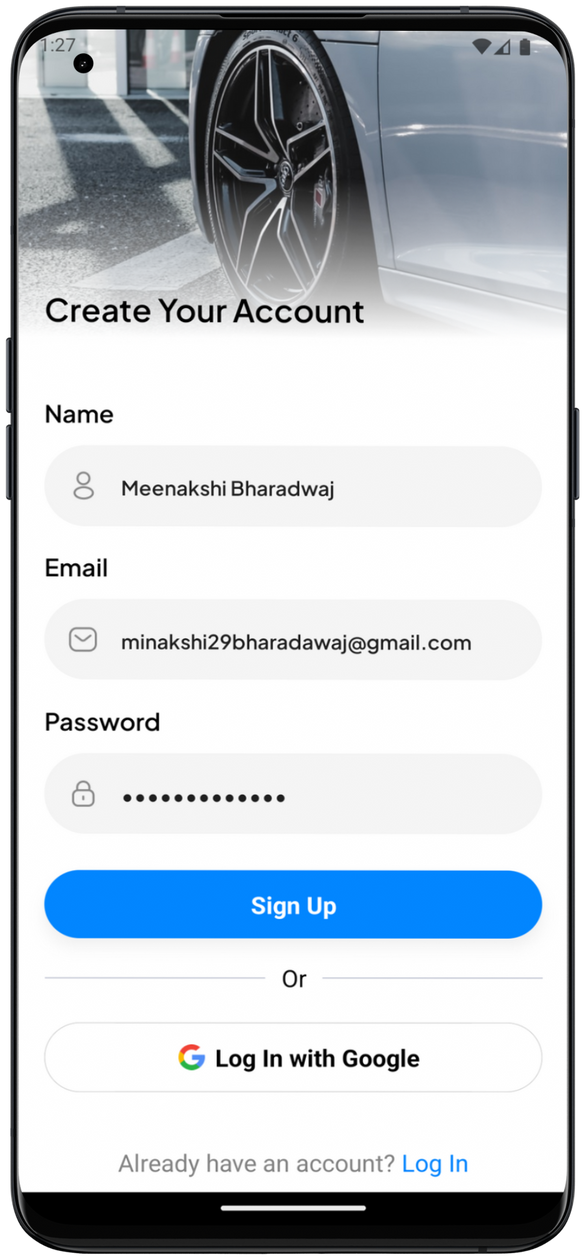 1:27
Create Your Account
Name
Meenakshi Bharadwaj
Email
minakshi29bharadawaj@gmail.com
Password
•••••••••••••
Sign Up
Or
Log In with Google
Already have an account? Log In